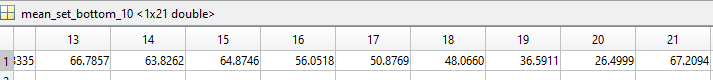 mean_set_bottom_10 <1x21 double>
13 14 15 16 17 18 19 20 21
1 3335 66.7857 63.8262 64.8746 56.0518 50.8769 48.0660 36.5911 26.4999 67.2094